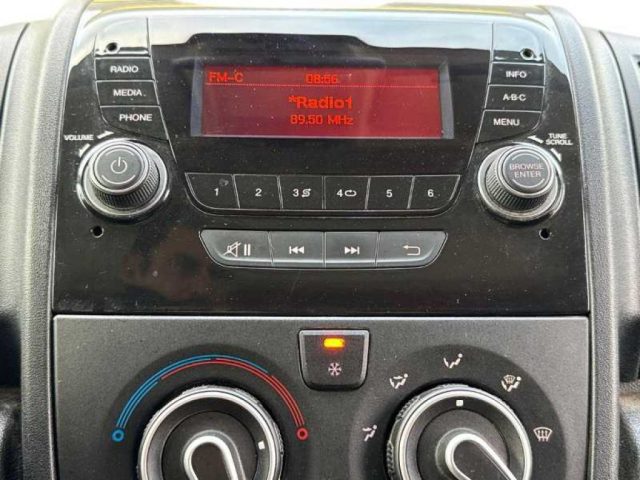 RADIO
MEDIA
PHONE
VOLUME
FM-C 08:56
*Radio1
89.50 MHz
INFO
A-B-C
MENU
TUNE
SCROLL
BROWSE
ENTER
1 2 3 4 5 6